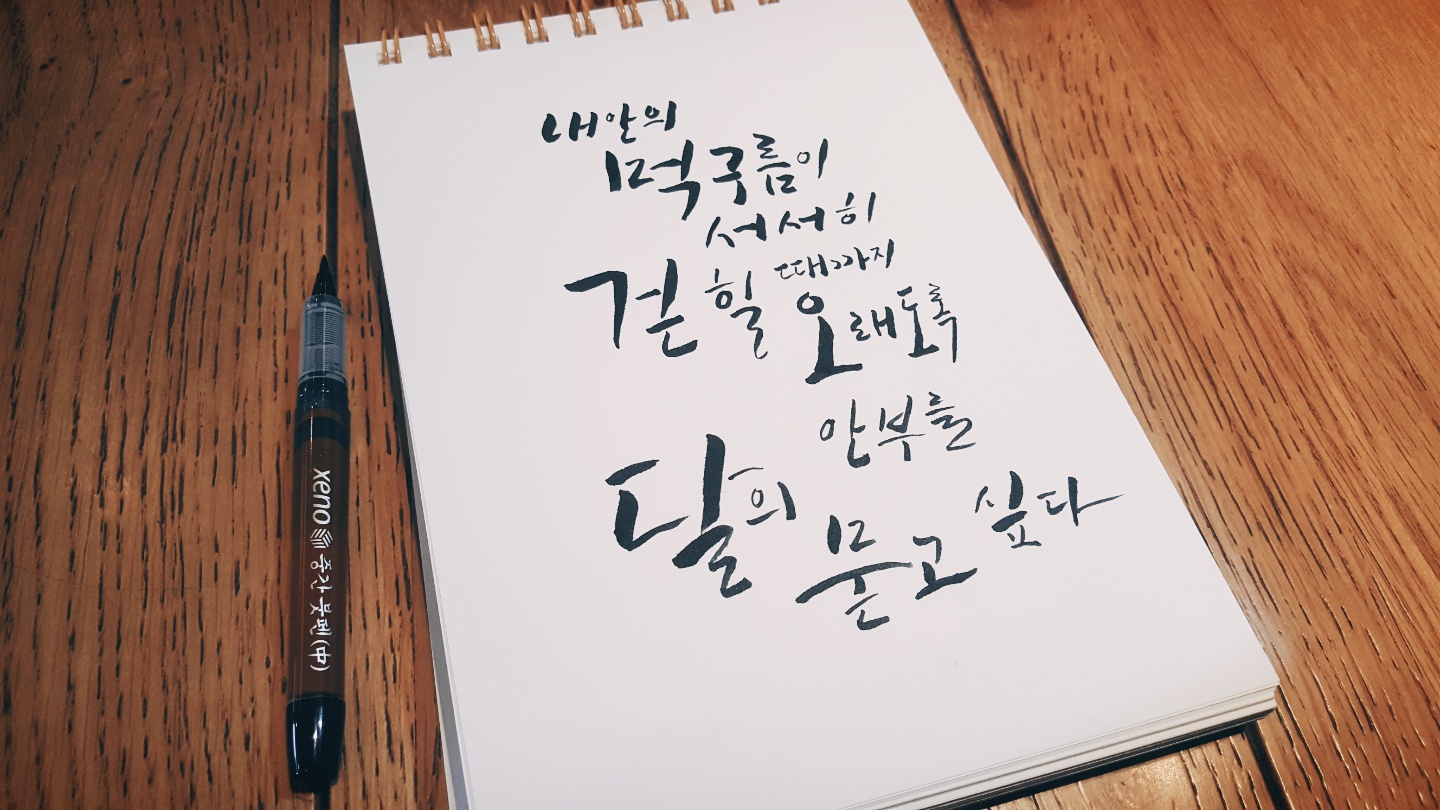 내안의
먹구름이
서서히
걷힐 때까지
오래도록
달의 안부를
묻고 싶다
xeno 중간붓펜(中)